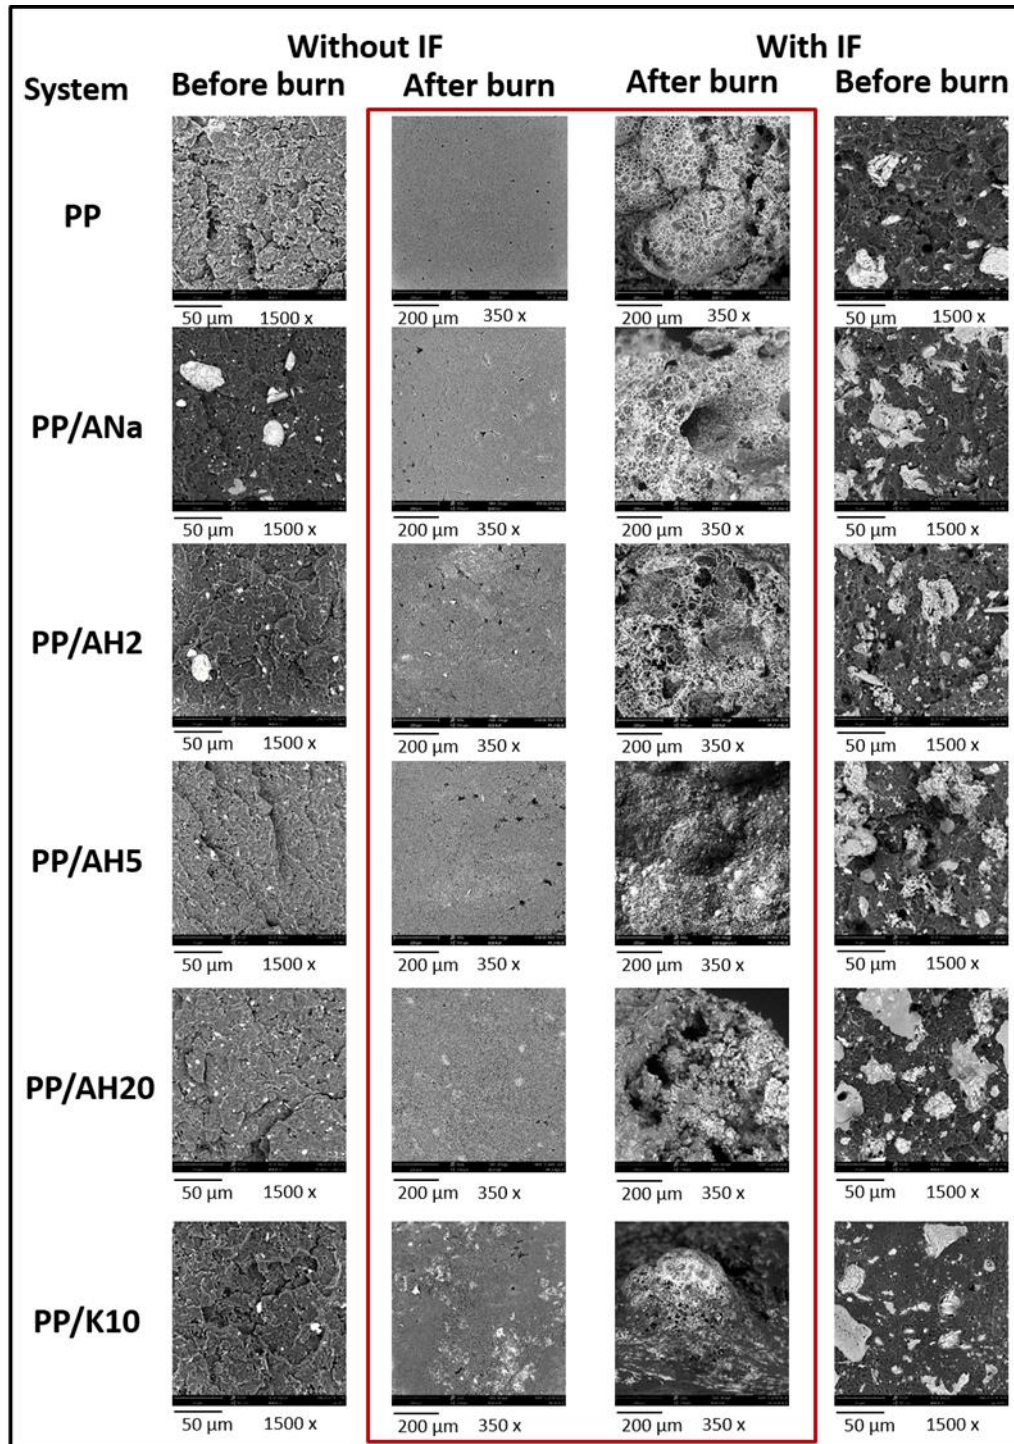 Without IF With IF
System Before burn After burn After burn Before burn
PP
50 µm 1500 x 200 µm 350 x 200 µm 350 x 50 µm 1500 x
PP/ANa
50 µm 1500 x 200 µm 350 x 200 µm 350 x 50 µm 1500 x
PP/AH2
50 µm 1500 x 200 µm 350 x 200 µm 350 x 50 µm 1500 x
PP/AH5
50 µm 1500 x 200 µm 350 x 200 µm 350 x 50 µm 1500 x
PP/AH20
50 µm 1500 x 200 µm 350 x 200 µm 350 x 50 µm 1500 x
PP/K10
50 µm 1500 x 200 µm 350 x 200 µm 350 x 50 µm 1500 x